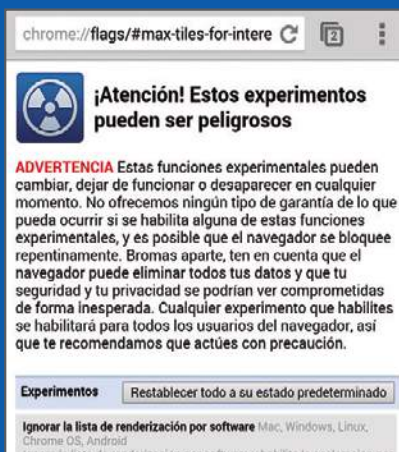 chrome://flags/#max-tiles-for-intere
2
¡Atención! Estos experimentos
pueden ser peligrosos
ADVERTENCIA Estas funciones experimentales pueden
cambiar, dejar de funcionar o desaparecer en cualquier
momento. No ofrecemos ningún tipo de garantía de lo que
pueda ocurrir si se habilita alguna de estas funciones
experimentales, y es posible que el navegador se bloquee
repentinamente. Bromas aparte, ten en cuenta que el
navegador puede eliminar todos tus datos y que tu
seguridad y tu privacidad se podrían ver comprometidas
de forma inesperada. Cualquier experimento que habilites
se habilitará para todos los usuarios del navegador, así
que te recomendamos que actúes con precaución.
Experimentos Restablecer todo a su estado predeterminado
Ignorar la lista de renderización por software Mac, Windows, Linux,
Chrome OS, Android